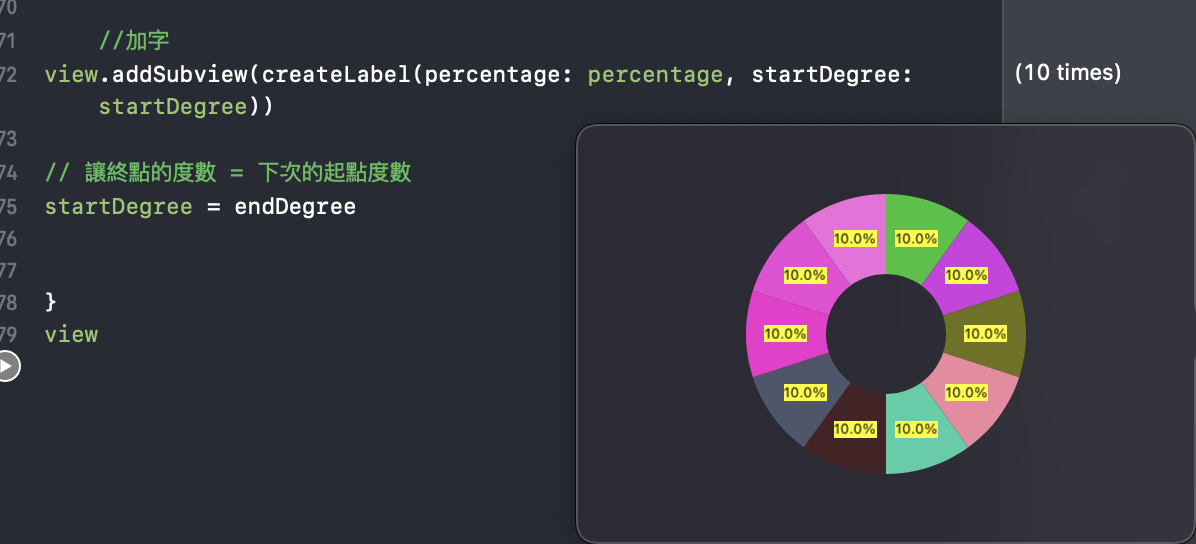 70
71 //加字
72 view.addSubview(createLabel(percentage: percentage, startDegree:
startDegree))
(10 times)
73
74 // 讓終點的度數 = 下次的起點度數
75 startDegree = endDegree
76
77
78 }
79 view
10.0% 10.0%
10.0% 10.0%
10.0% 10.0%
10.0% 10.0%
10.0% 10.0%